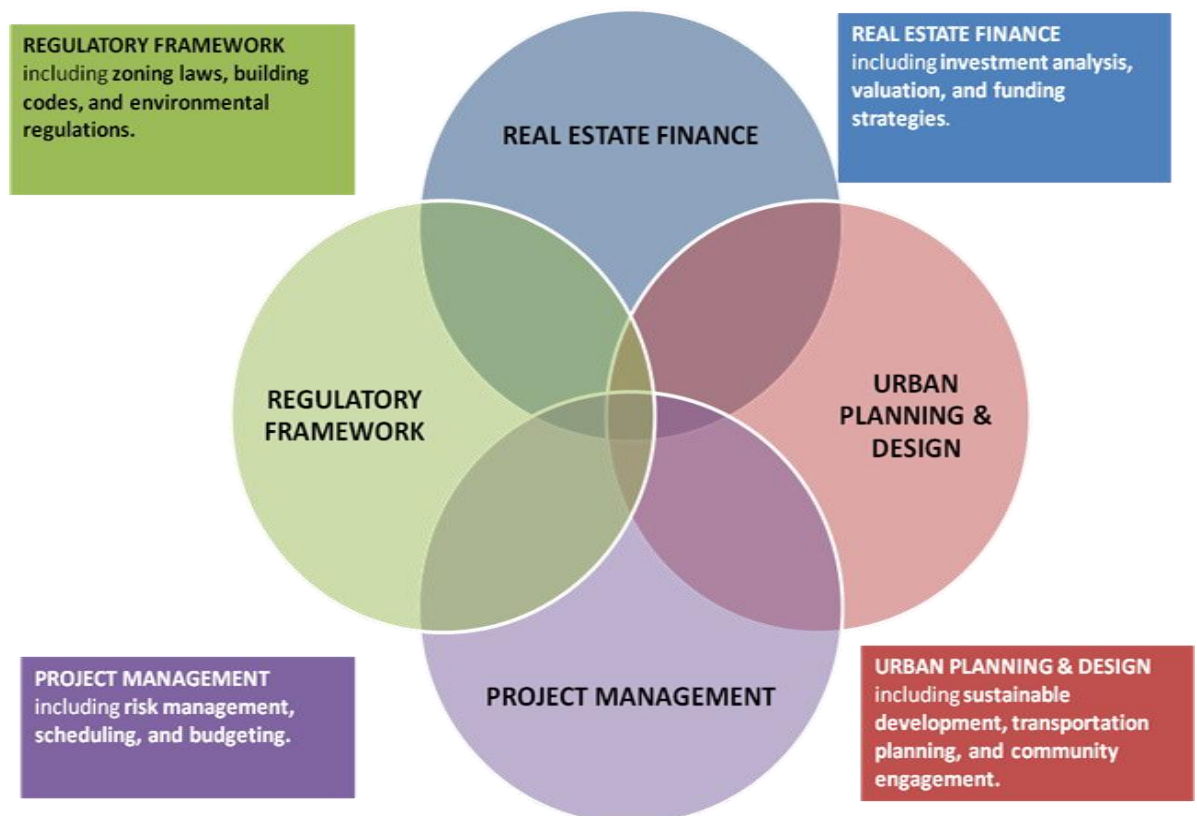 REGULATORY FRAMEWORK
including zoning laws, building
codes, and environmental
regulations.
REAL ESTATE FINANCE
including investment analysis,
valuation, and funding
strategies.
REAL ESTATE FINANCE
REGULATORY
FRAMEWORK
URBAN
PLANNING &
DESIGN
PROJECT MANAGEMENT
PROJECT MANAGEMENT
including risk management,
scheduling, and budgeting.
URBAN PLANNING & DESIGN
including sustainable
development, transportation
planning, and community
engagement.